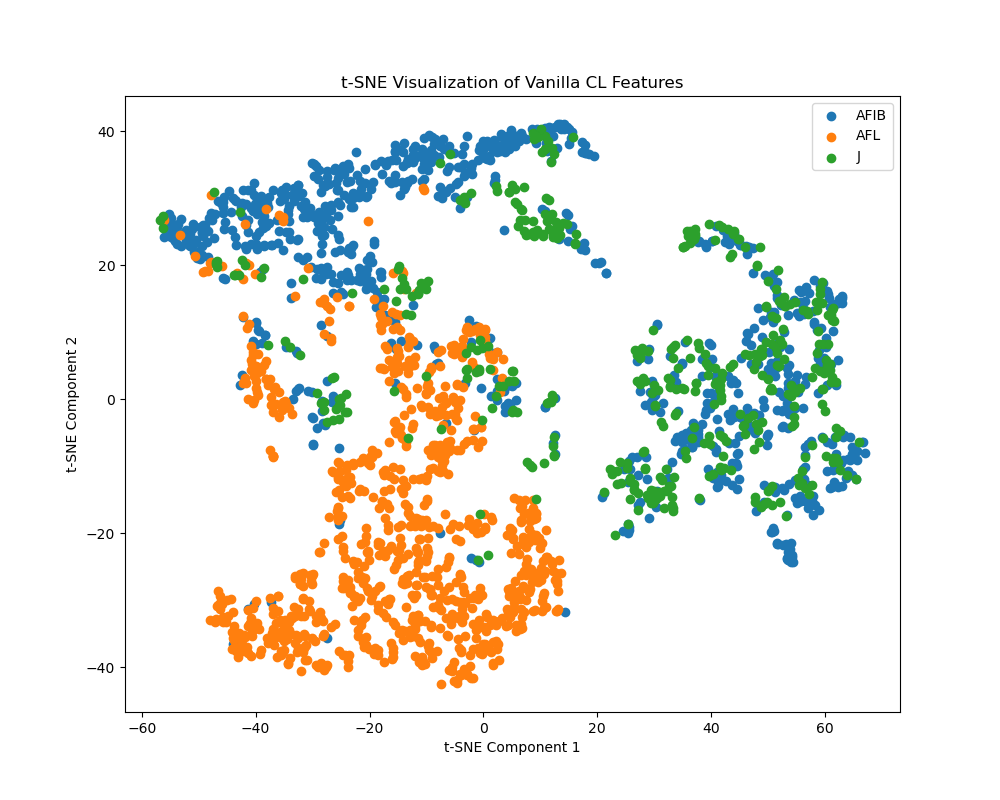 t-SNE Visualization of Vanilla CL Features
AFIB
AFL
J
40
20
0
−20
−40
t-SNE Component 2
−60
−40
−20
0
20
40
60
t-SNE Component 1